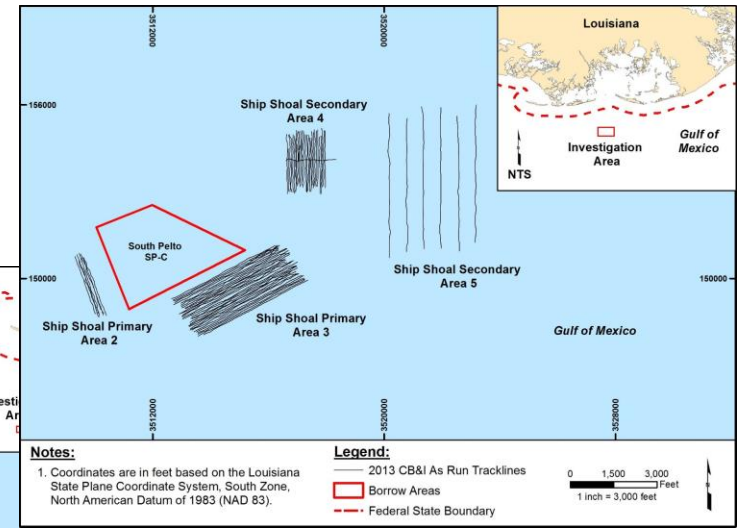 3512000
3520000
Louisiana
156000
Ship Shoal Secondary
Area 4
Gulf of
Mexico
Investigation
Area
NTS
South Pelto
SP-C
150000
150000
Ship Shoal Secondary
Area 5
Ship Shoal Primary
Area 2
Ship Shoal Primary
Area 3
Gulf of Mexico
3512000
3520000
3528000
Notes:
1. Coordinates are in feet based on the Louisiana
State Plane Coordinate System, South Zone,
North American Datum of 1983 (NAD 83).
Legend:
2013 CB&I As Run Tracklines
Borrow Areas
Federal State Boundary
0 1,500 3,000
Feet
1 inch = 3,000 feet